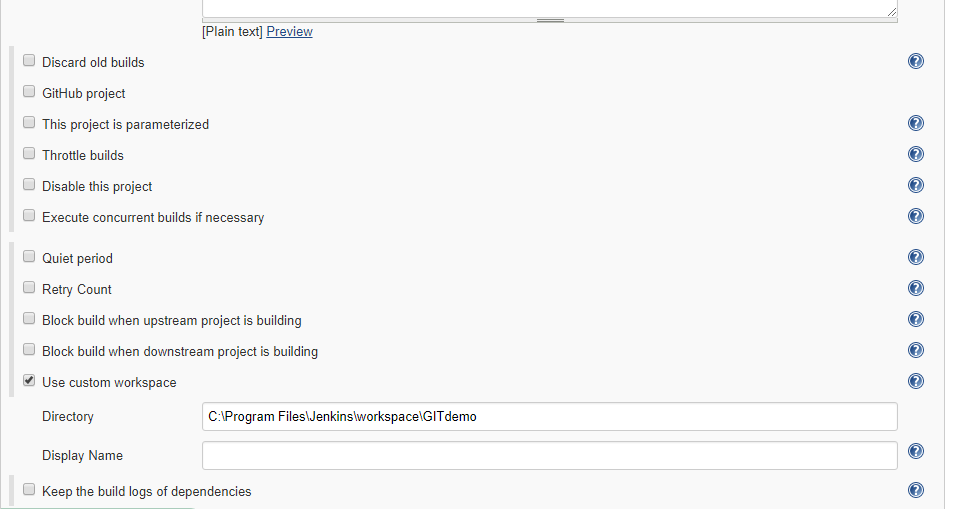 [Plain text] Preview
Discard old builds
GitHub project
This project is parameterized
Throttle builds
Disable this project
Execute concurrent builds if necessary
Quiet period
Retry Count
Block build when upstream project is building
Block build when downstream project is building
Use custom workspace
Directory C:\Program Files\Jenkins\workspace\GITdemo
Display Name
Keep the build logs of dependencies